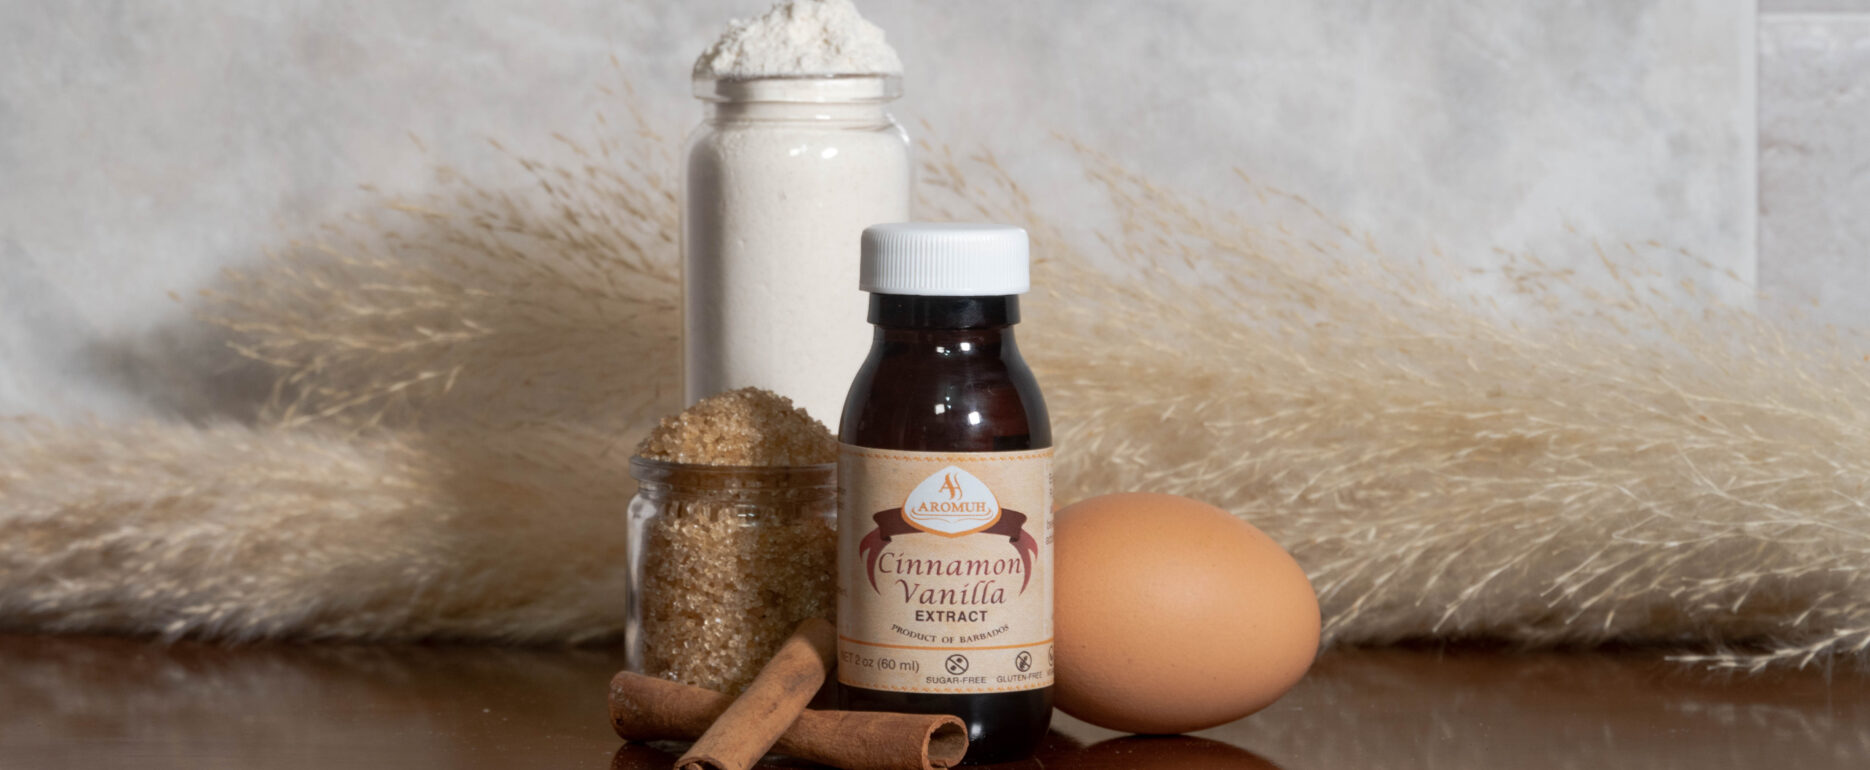 AROMUH
Cinnamon
Vanilla
EXTRACT
PRODUCT OF BARBADOS
NET 2 oz (60 ml)
SUGAR-FREE
GLUTEN-FREE